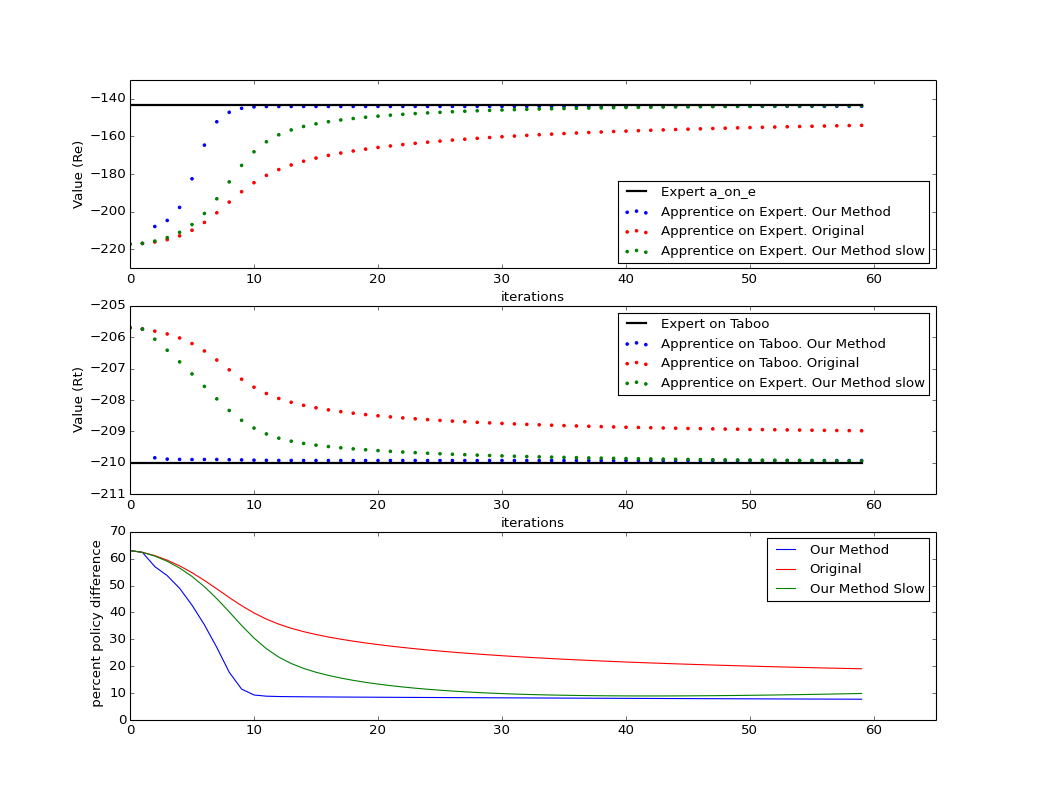 −140
−160
−180
−200
−220
Value (Re)
Expert a_on_e
Apprentice on Expert. Our Method
Apprentice on Expert. Original
Apprentice on Expert. Our Method slow
0 10 20 30 40 50 60
iterations
−205
−206
−207
−208
−209
−210
−211
Value (Rt)
Expert on Taboo
Apprentice on Taboo. Our Method
Apprentice on Taboo. Original
Apprentice on Expert. Our Method slow
0 10 20 30 40 50 60
iterations
70
60
50
40
30
20
10
0
percent policy difference
Our Method
Original
Our Method Slow
0 10 20 30 40 50 60